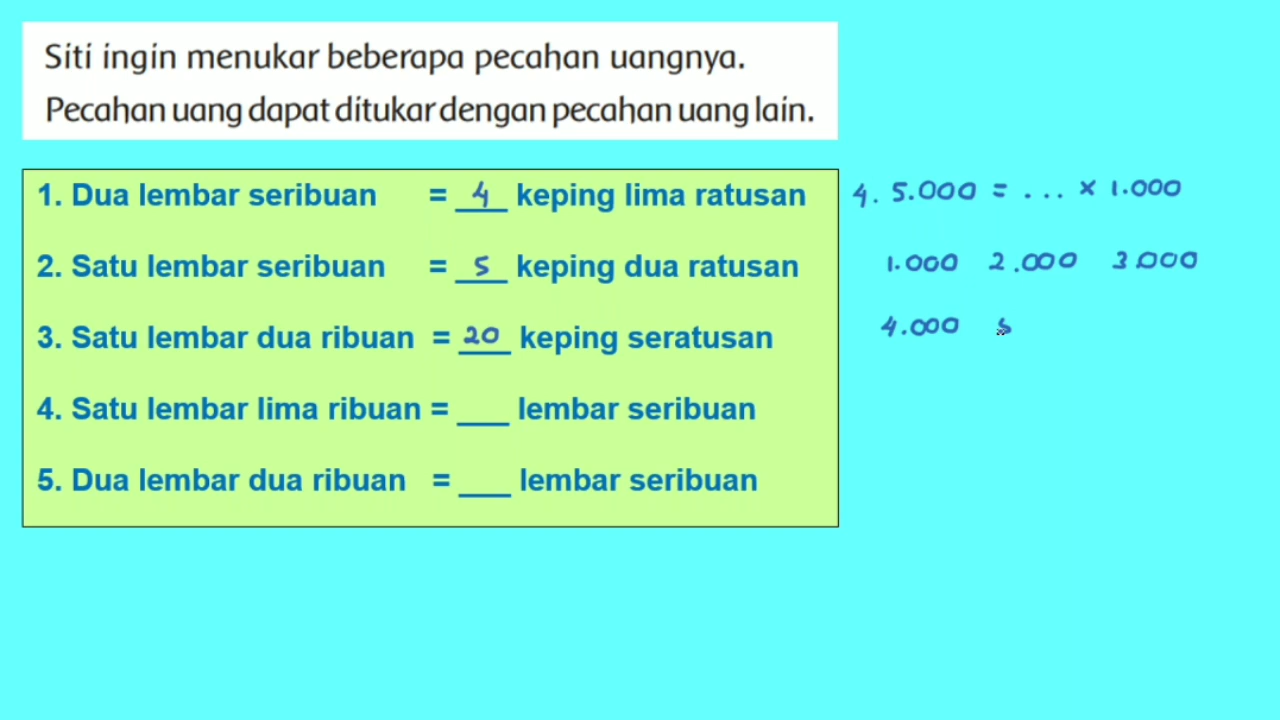 Siti ingin menukar beberapa pecahan uangnya.
Pecahan uang dapat ditukar dengan pecahan uang lain.
1. Dua lembar seribuan = 4 keping lima ratusan
2. Satu lembar seribuan = 5 keping dua ratusan
3. Satu lembar dua ribuan = 20 keping seratusan
4. Satu lembar lima ribuan = ___ lembar seribuan
5. Dua lembar dua ribuan = ___ lembar seribuan
4. 5.000 = ... × 1.000
1.000 2.000 3.000
4.000 5